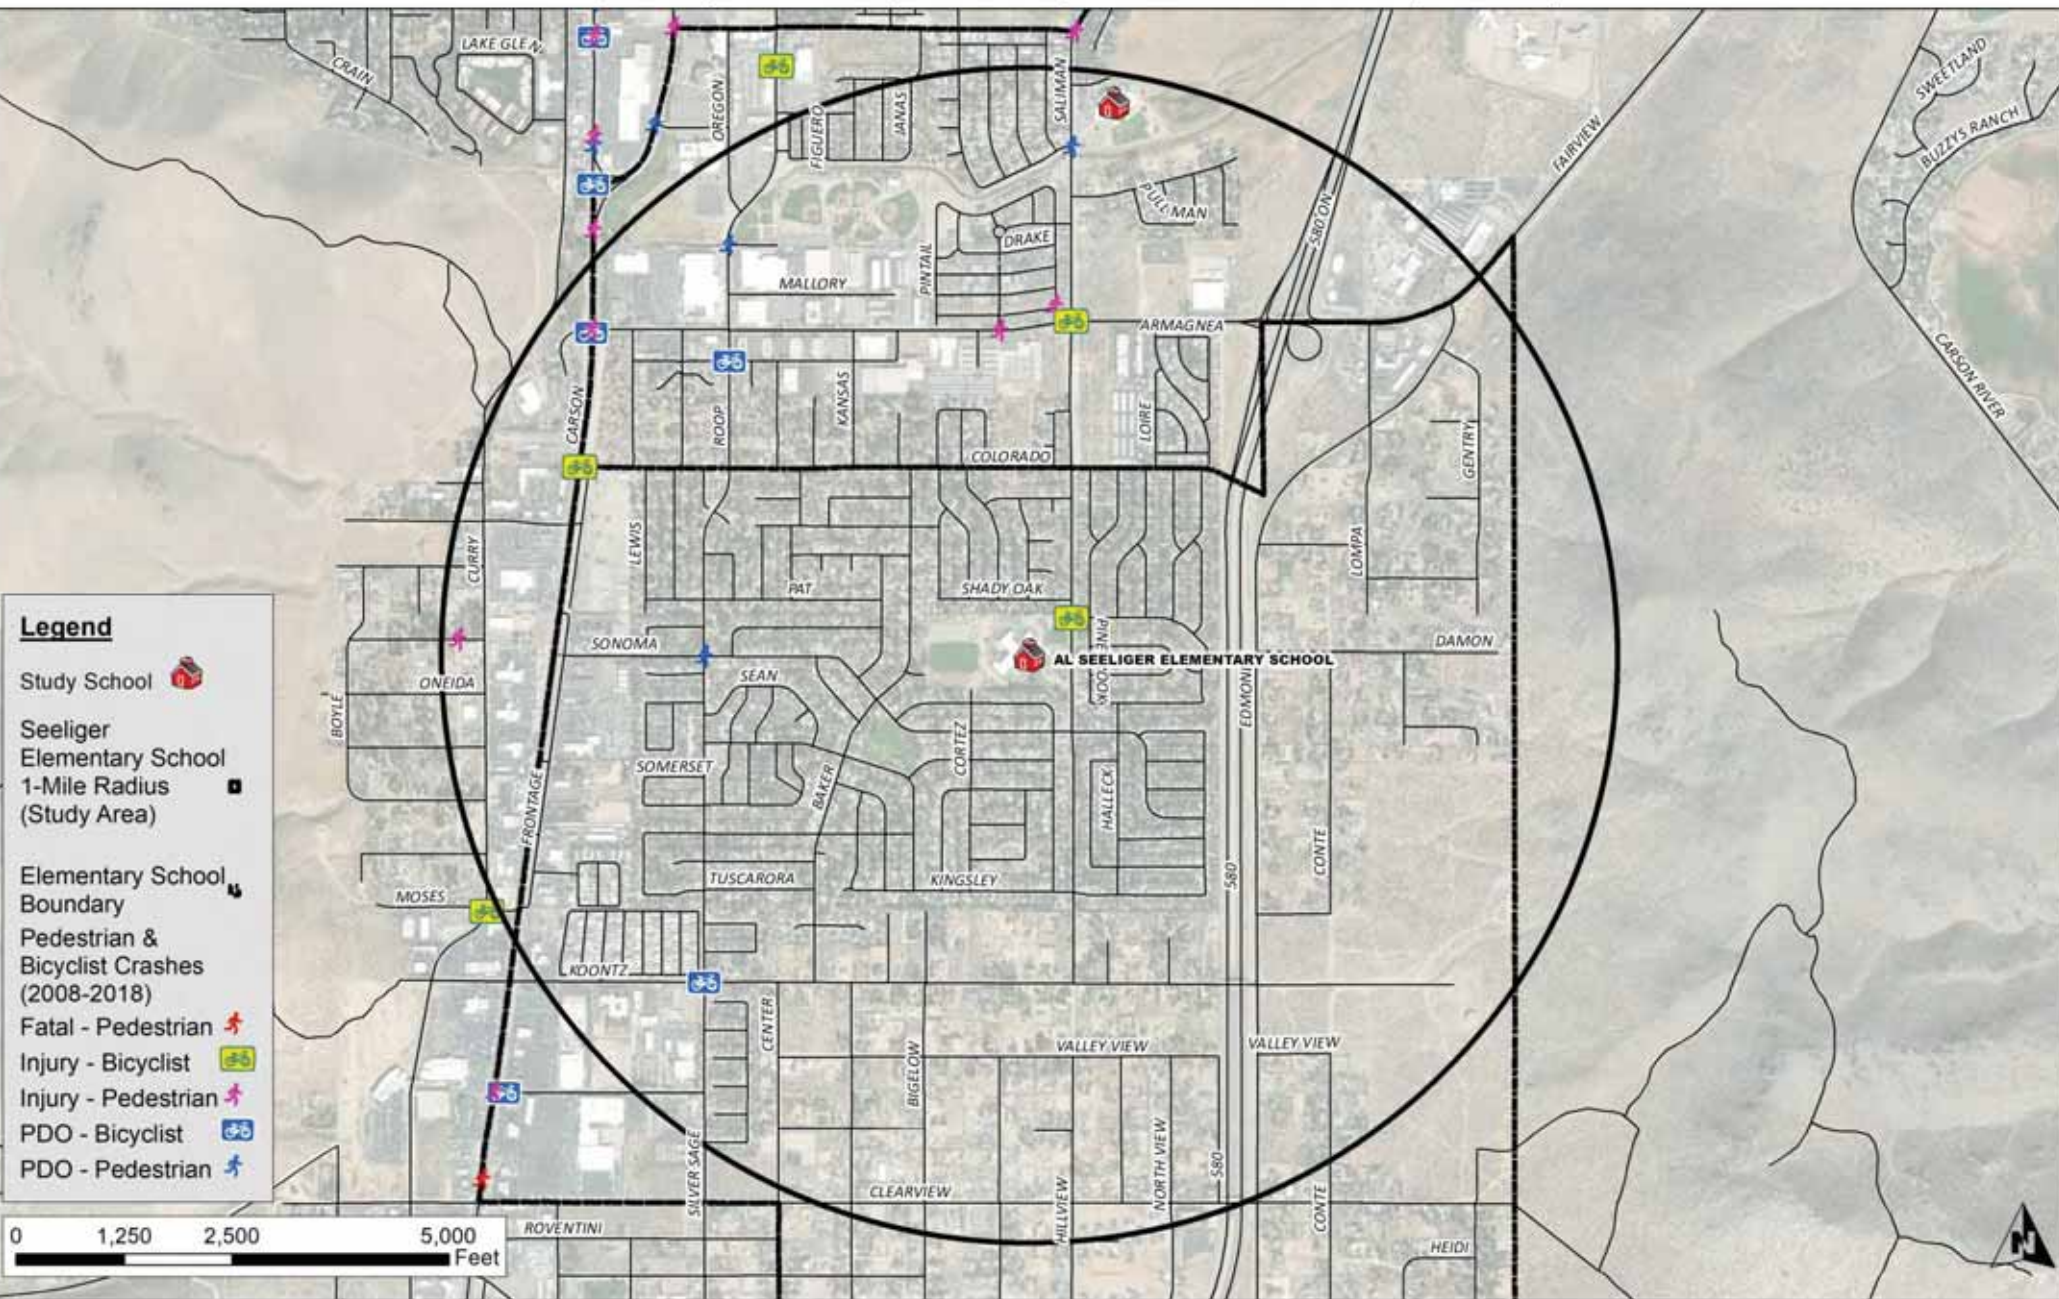 LAKE GLEN
CRAIN
OREGON
FIGUERO
JANAS
SALIMAN
SWEETLAND
BUZZYS RANCH
FAIRVIEW
PULLMAN
580 ON
DRAKE
PINTAIL
MALLORY
ARMAGNEA
CARSON RIVER
CARSON
ROOP
KANSAS
LOIRE
COLORADO
GENTRY
CURRY
LEWIS
LOMPA
PAT
SHADY OAK
SONOMA
DAMON
AL SEELIGER ELEMENTARY SCHOOL
ONEIDA
SEAN
BOYLE
EDMON
CORTEZ
SOMERSET
BAKER
HALLECK
FRONTAGE
CONTE
580
TUSCARORA
KINGSLEY
MOSES
KOONTZ
CENTER
VALLEY VIEW
VALLEY VIEW
BIGELOW
SILVER SAGE
NORTH VIEW
580
CLEARVIEW
HILLVIEW
CONTE
ROVENTINI
HEIDI
Legend
Study School
Seeliger
Elementary School
1-Mile Radius
(Study Area)
Elementary School
Boundary
Pedestrian &
Bicyclist Crashes
(2008-2018)
Fatal - Pedestrian
Injury - Bicyclist
Injury - Pedestrian
PDO - Bicyclist
PDO - Pedestrian
0 1,250 2,500 5,000
Feet
N